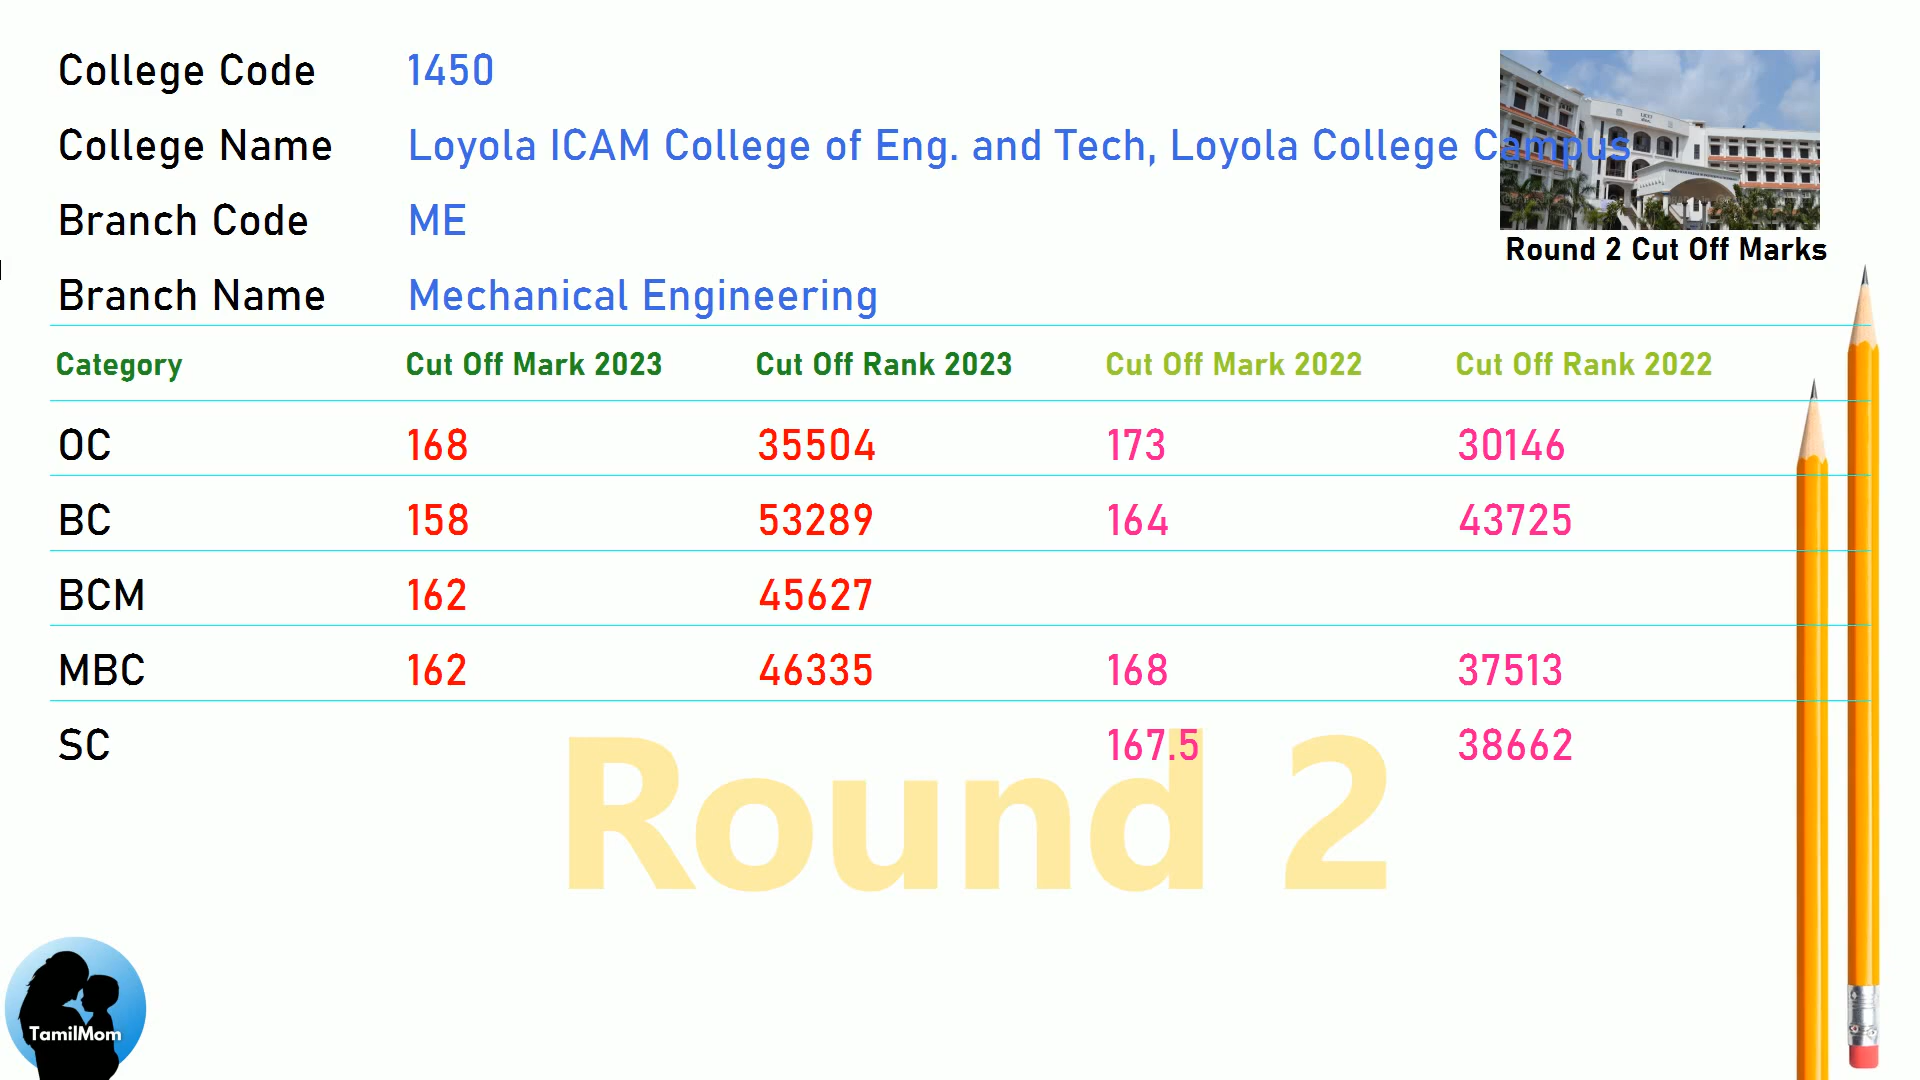 College Code 1450
College Name Loyola ICAM College of Eng. and Tech, Loyola College Campus
Branch Code ME
Round 2 Cut Off Marks
Branch Name Mechanical Engineering
Category Cut Off Mark 2023 Cut Off Rank 2023 Cut Off Mark 2022 Cut Off Rank 2022
OC 168 35504 173 30146
BC 158 53289 164 43725
BCM 162 45627
MBC 162 46335 168 37513
SC 167.5 38662
Round 2
TamilMom